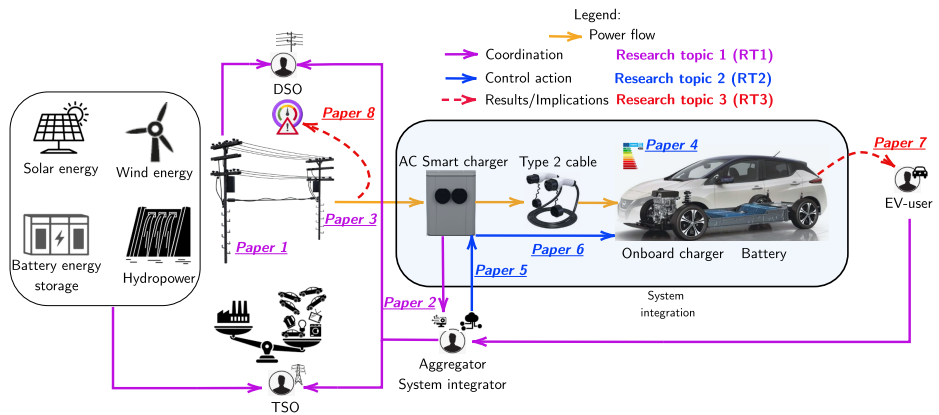 Legend:
Power flow
Coordination
Research topic 1 (RT1)
Control action
Research topic 2 (RT2)
Results/Implications
Research topic 3 (RT3)
DSO
Paper 8
Solar energy
Wind energy
Battery energy
storage
Hydropower
Paper 1
Paper 3
AC Smart charger
Type 2 cable
Paper 4
Paper 7
EV-user
Paper 6
Paper 5
Onboard charger
Battery
System
integration
Paper 2
Aggregator
System integrator
TSO